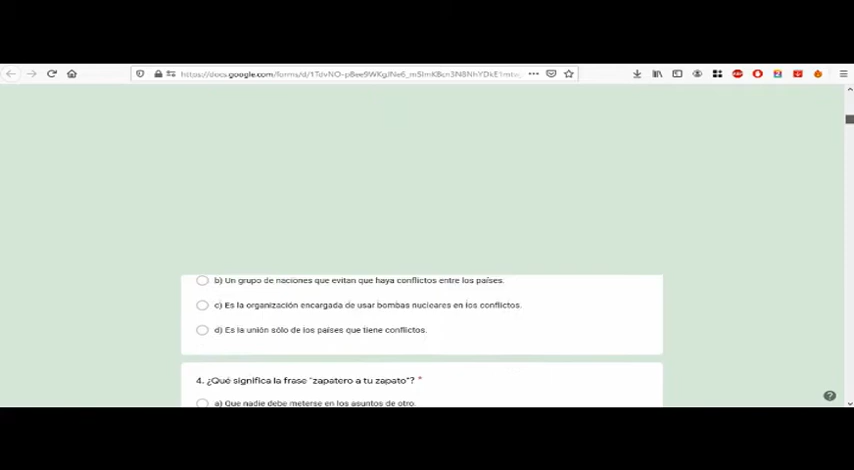 b) Un grupo de naciones que evitan que haya conflictos entre los países.
c) Es la organización encargada de usar bombas nucleares en los conflictos.
d) Es la unión sólo de los países que tiene conflictos.
4. ¿Qué significa la frase "zapatero a tu zapato"? *
a) Que nadie debe meterse en los asuntos de otro.